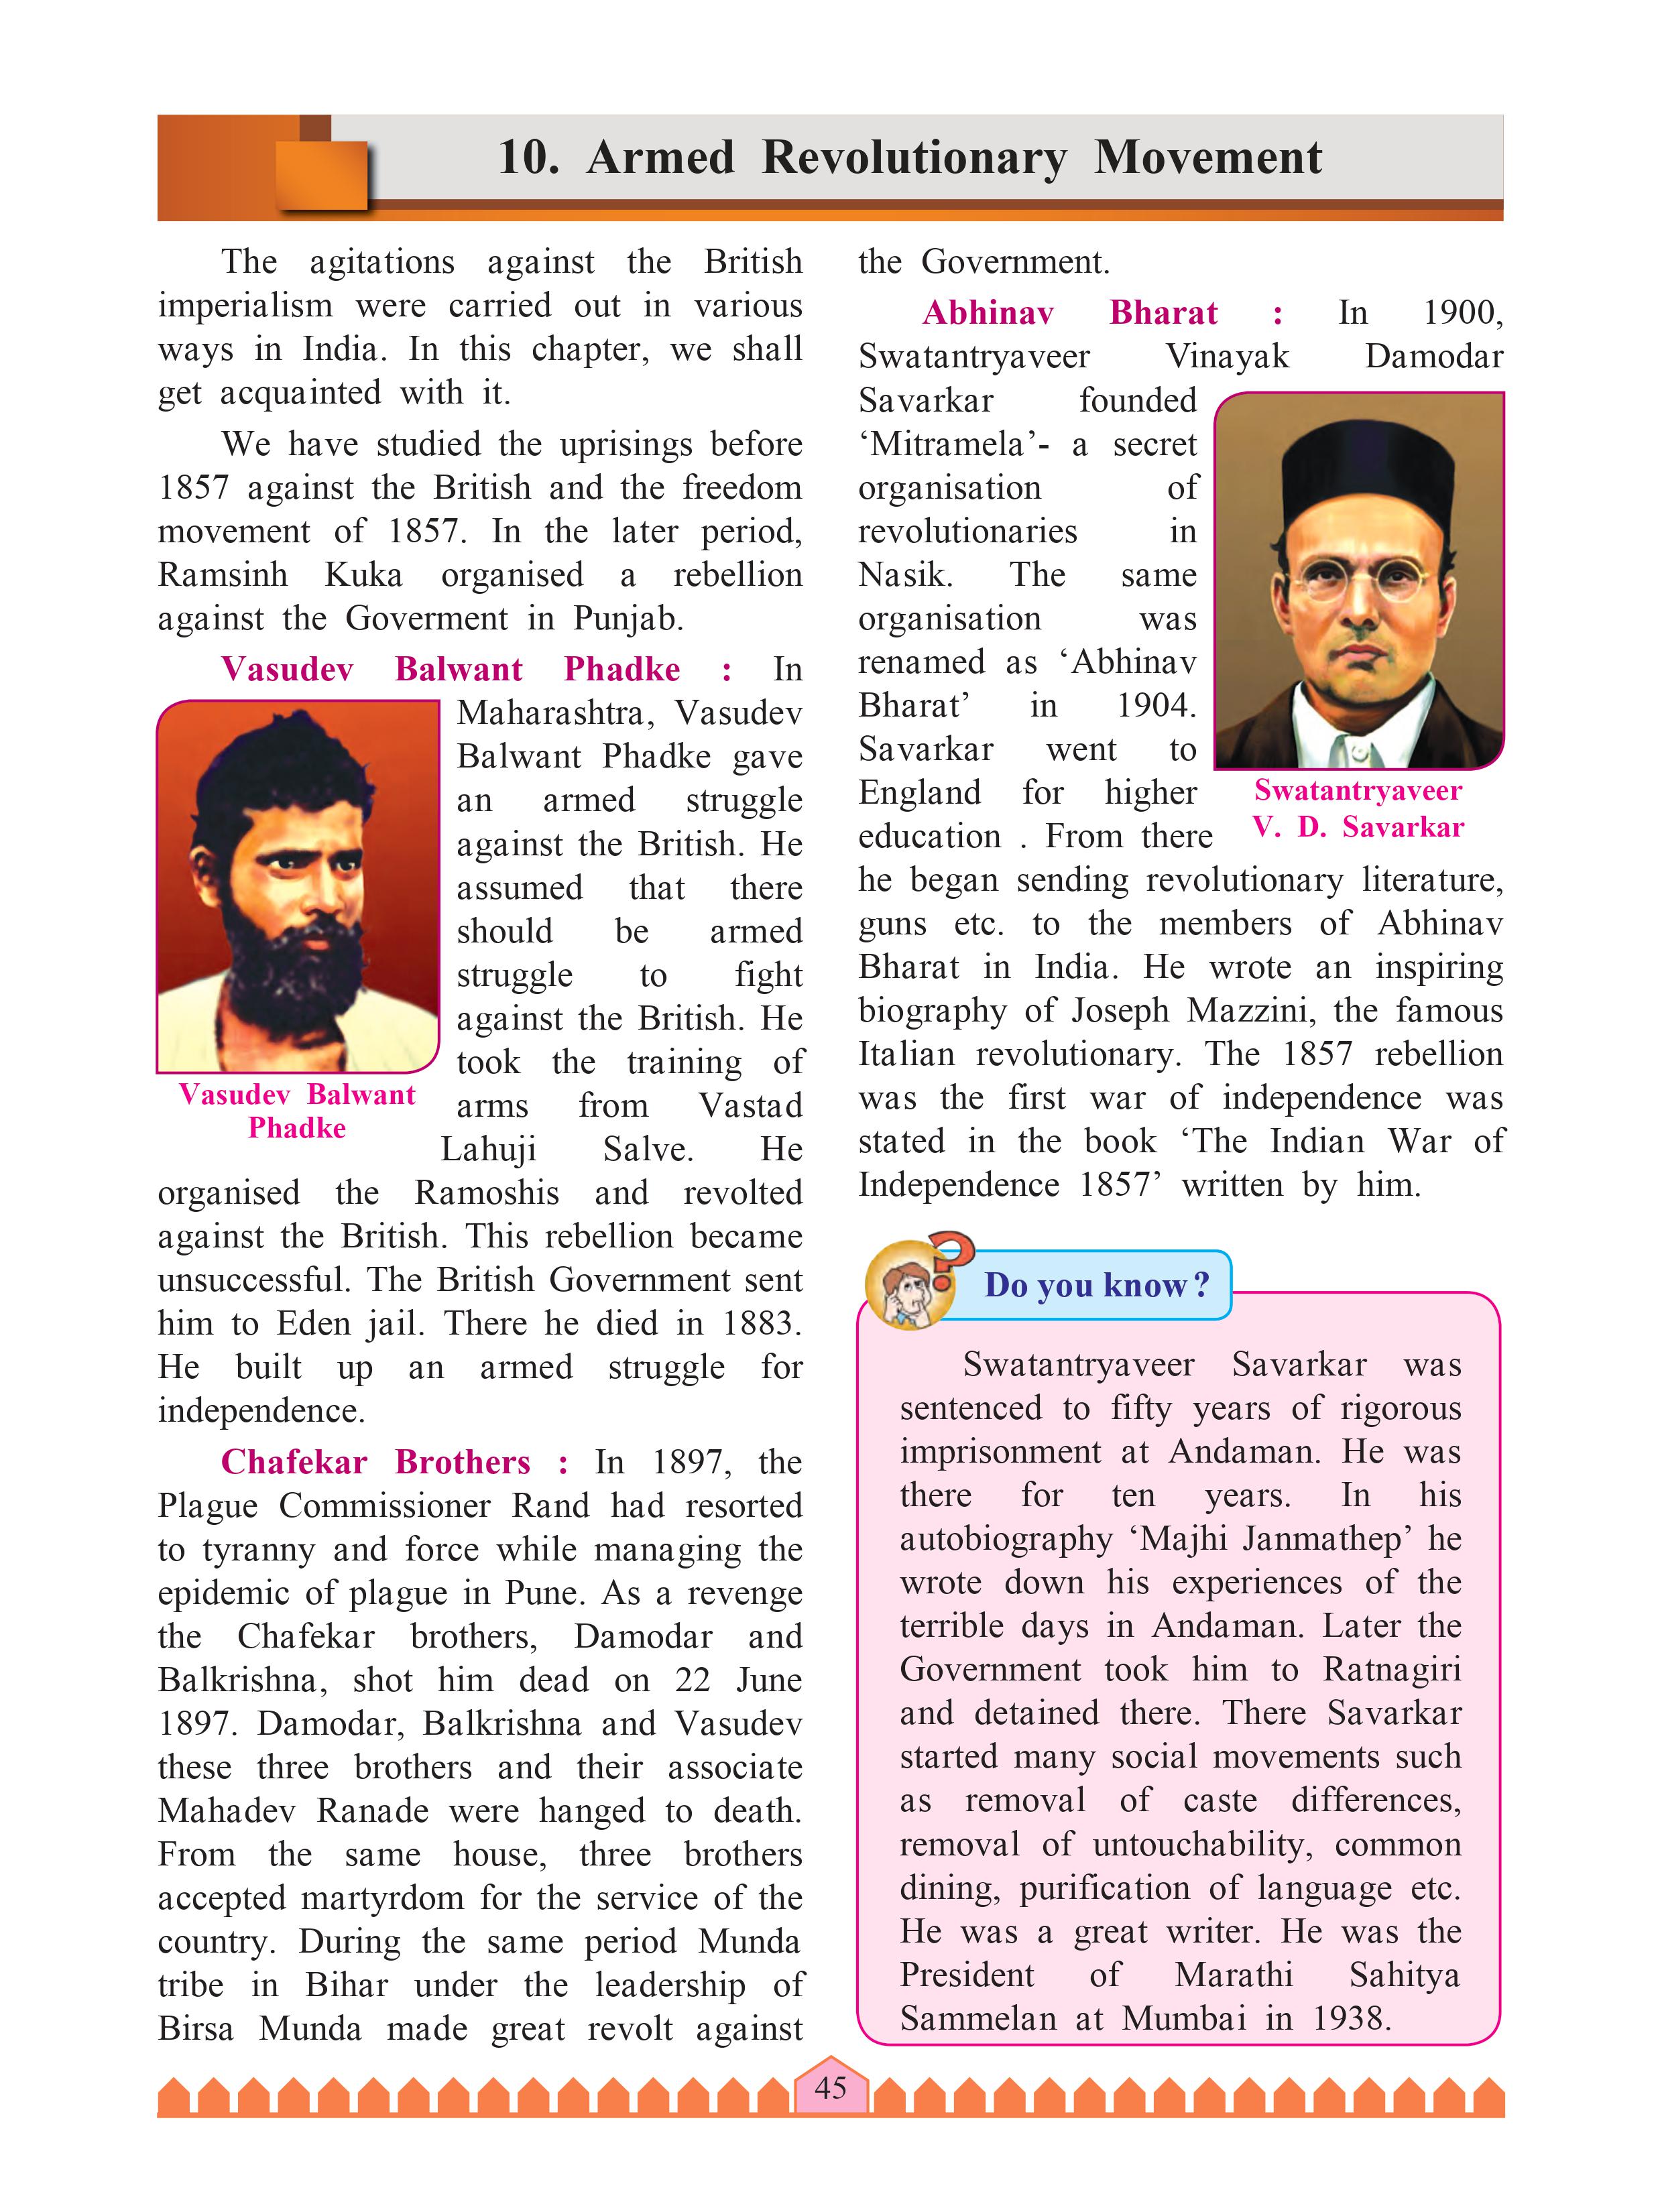 10. Armed Revolutionary Movement
The agitations against the British
imperialism were carried out in various
ways in India. In this chapter, we shall
get acquainted with it.
We have studied the uprisings before
1857 against the British and the freedom
movement of 1857. In the later period,
Ramsinh Kuka organised a rebellion
against the Goverment in Punjab.
Vasudev Balwant Phadke : In
Maharashtra, Vasudev
Balwant Phadke gave
an armed struggle
against the British. He
assumed that there
should be armed
struggle to fight
against the British. He
took the training of
arms from Vastad
Lahuji Salve. He
Vasudev Balwant
Phadke
organised the Ramoshis and revolted
against the British. This rebellion became
unsuccessful. The British Government sent
him to Eden jail. There he died in 1883.
He built up an armed struggle for
independence.
Chafekar Brothers : In 1897, the
Plague Commissioner Rand had resorted
to tyranny and force while managing the
epidemic of plague in Pune. As a revenge
the Chafekar brothers, Damodar and
Balkrishna, shot him dead on 22 June
1897. Damodar, Balkrishna and Vasudev
these three brothers and their associate
Mahadev Ranade were hanged to death.
From the same house, three brothers
accepted martyrdom for the service of the
country. During the same period Munda
tribe in Bihar under the leadership of
Birsa Munda made great revolt against
the Government.
Abhinav Bharat : In 1900,
Swatantryaveer Vinayak Damodar
Savarkar founded
‘Mitramela’- a secret
organisation of
revolutionaries in
Nasik. The same
organisation was
renamed as ‘Abhinav
Bharat’ in 1904.
Savarkar went to
England for higher
education . From there
Swatantryaveer
V. D. Savarkar
he began sending revolutionary literature,
guns etc. to the members of Abhinav
Bharat in India. He wrote an inspiring
biography of Joseph Mazzini, the famous
Italian revolutionary. The 1857 rebellion
was the first war of independence was
stated in the book ‘The Indian War of
Independence 1857’ written by him.
Do you know ?
Swatantryaveer Savarkar was
sentenced to fifty years of rigorous
imprisonment at Andaman. He was
there for ten years. In his
autobiography ‘Majhi Janmathep’ he
wrote down his experiences of the
terrible days in Andaman. Later the
Government took him to Ratnagiri
and detained there. There Savarkar
started many social movements such
as removal of caste differences,
removal of untouchability, common
dining, purification of language etc.
He was a great writer. He was the
President of Marathi Sahitya
Sammelan at Mumbai in 1938.
45